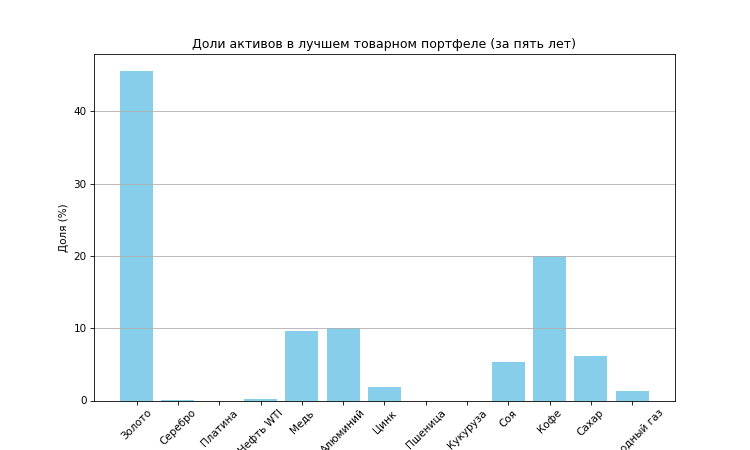 Доли активов в лучшем товарном портфеле (за пять лет)
Доля (%)
40
30
20
10
0
Золото
Серебро
Платина
Нефть WTI
Медь
Алюминий
Цинк
Пшеница
Кукуруза
Соя
Кофе
Сахар
одный газ